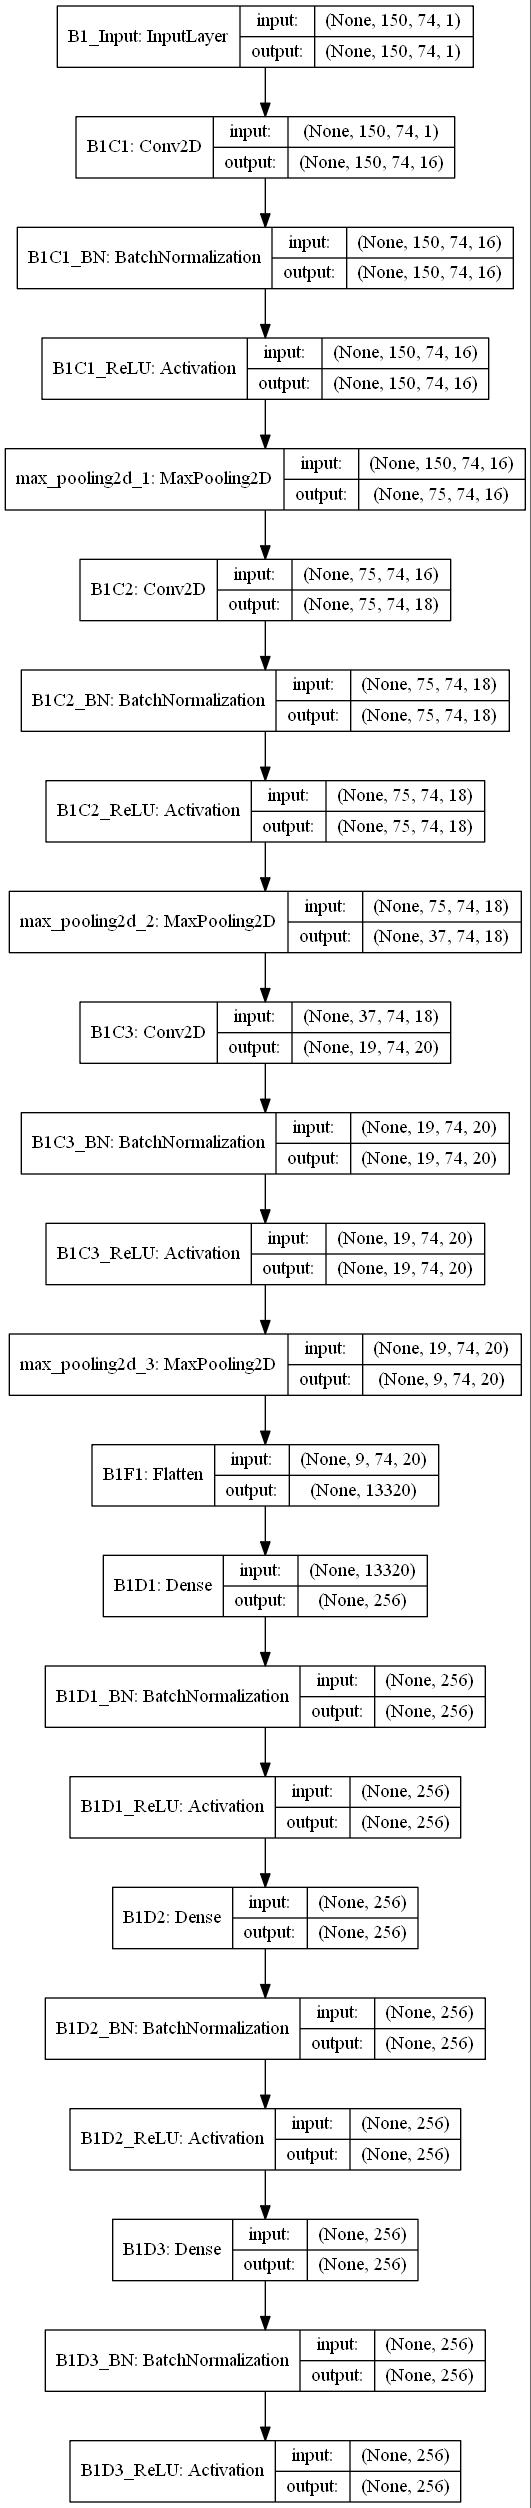 B1_Input: InputLayer
input: (None, 150, 74, 1)
output: (None, 150, 74, 1)
B1C1: Conv2D
input: (None, 150, 74, 1)
output: (None, 150, 74, 16)
B1C1_BN: BatchNormalization
input: (None, 150, 74, 16)
output: (None, 150, 74, 16)
B1C1_ReLU: Activation
input: (None, 150, 74, 16)
output: (None, 150, 74, 16)
max_pooling2d_1: MaxPooling2D
input: (None, 150, 74, 16)
output: (None, 75, 74, 16)
B1C2: Conv2D
input: (None, 75, 74, 16)
output: (None, 75, 74, 18)
B1C2_BN: BatchNormalization
input: (None, 75, 74, 18)
output: (None, 75, 74, 18)
B1C2_ReLU: Activation
input: (None, 75, 74, 18)
output: (None, 75, 74, 18)
max_pooling2d_2: MaxPooling2D
input: (None, 75, 74, 18)
output: (None, 37, 74, 18)
B1C3: Conv2D
input: (None, 37, 74, 18)
output: (None, 19, 74, 20)
B1C3_BN: BatchNormalization
input: (None, 19, 74, 20)
output: (None, 19, 74, 20)
B1C3_ReLU: Activation
input: (None, 19, 74, 20)
output: (None, 19, 74, 20)
max_pooling2d_3: MaxPooling2D
input: (None, 19, 74, 20)
output: (None, 9, 74, 20)
B1F1: Flatten
input: (None, 9, 74, 20)
output: (None, 13320)
B1D1: Dense
input: (None, 13320)
output: (None, 256)
B1D1_BN: BatchNormalization
input: (None, 256)
output: (None, 256)
B1D1_ReLU: Activation
input: (None, 256)
output: (None, 256)
B1D2: Dense
input: (None, 256)
output: (None, 256)
B1D2_BN: BatchNormalization
input: (None, 256)
output: (None, 256)
B1D2_ReLU: Activation
input: (None, 256)
output: (None, 256)
B1D3: Dense
input: (None, 256)
output: (None, 256)
B1D3_BN: BatchNormalization
input: (None, 256)
output: (None, 256)
B1D3_ReLU: Activation
input: (None, 256)
output: (None, 256)